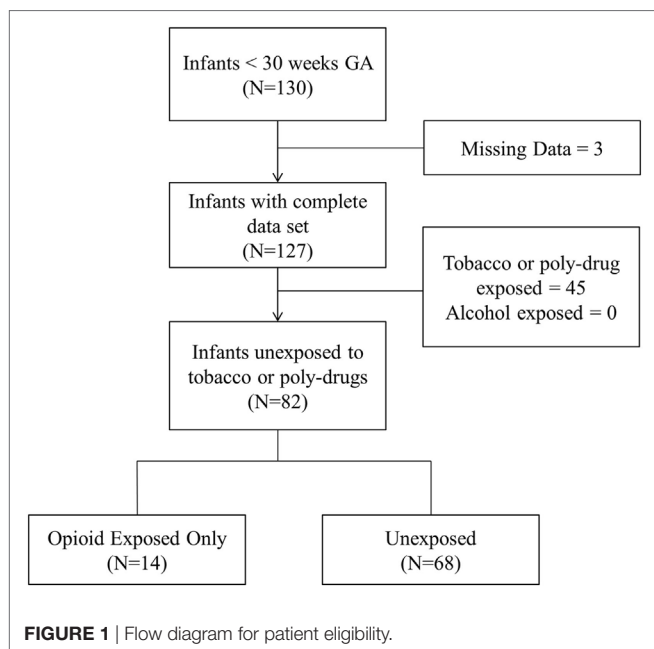 Infants < 30 weeks GA
(N=130)
Missing Data = 3
Infants with complete
data set
(N=127)
Tobacco or poly-drug
exposed = 45
Alcohol exposed = 0
Infants unexposed to
tobacco or poly-drugs
(N=82)
Opioid Exposed Only
(N=14)
Unexposed
(N=68)
FIGURE 1 | Flow diagram for patient eligibility.